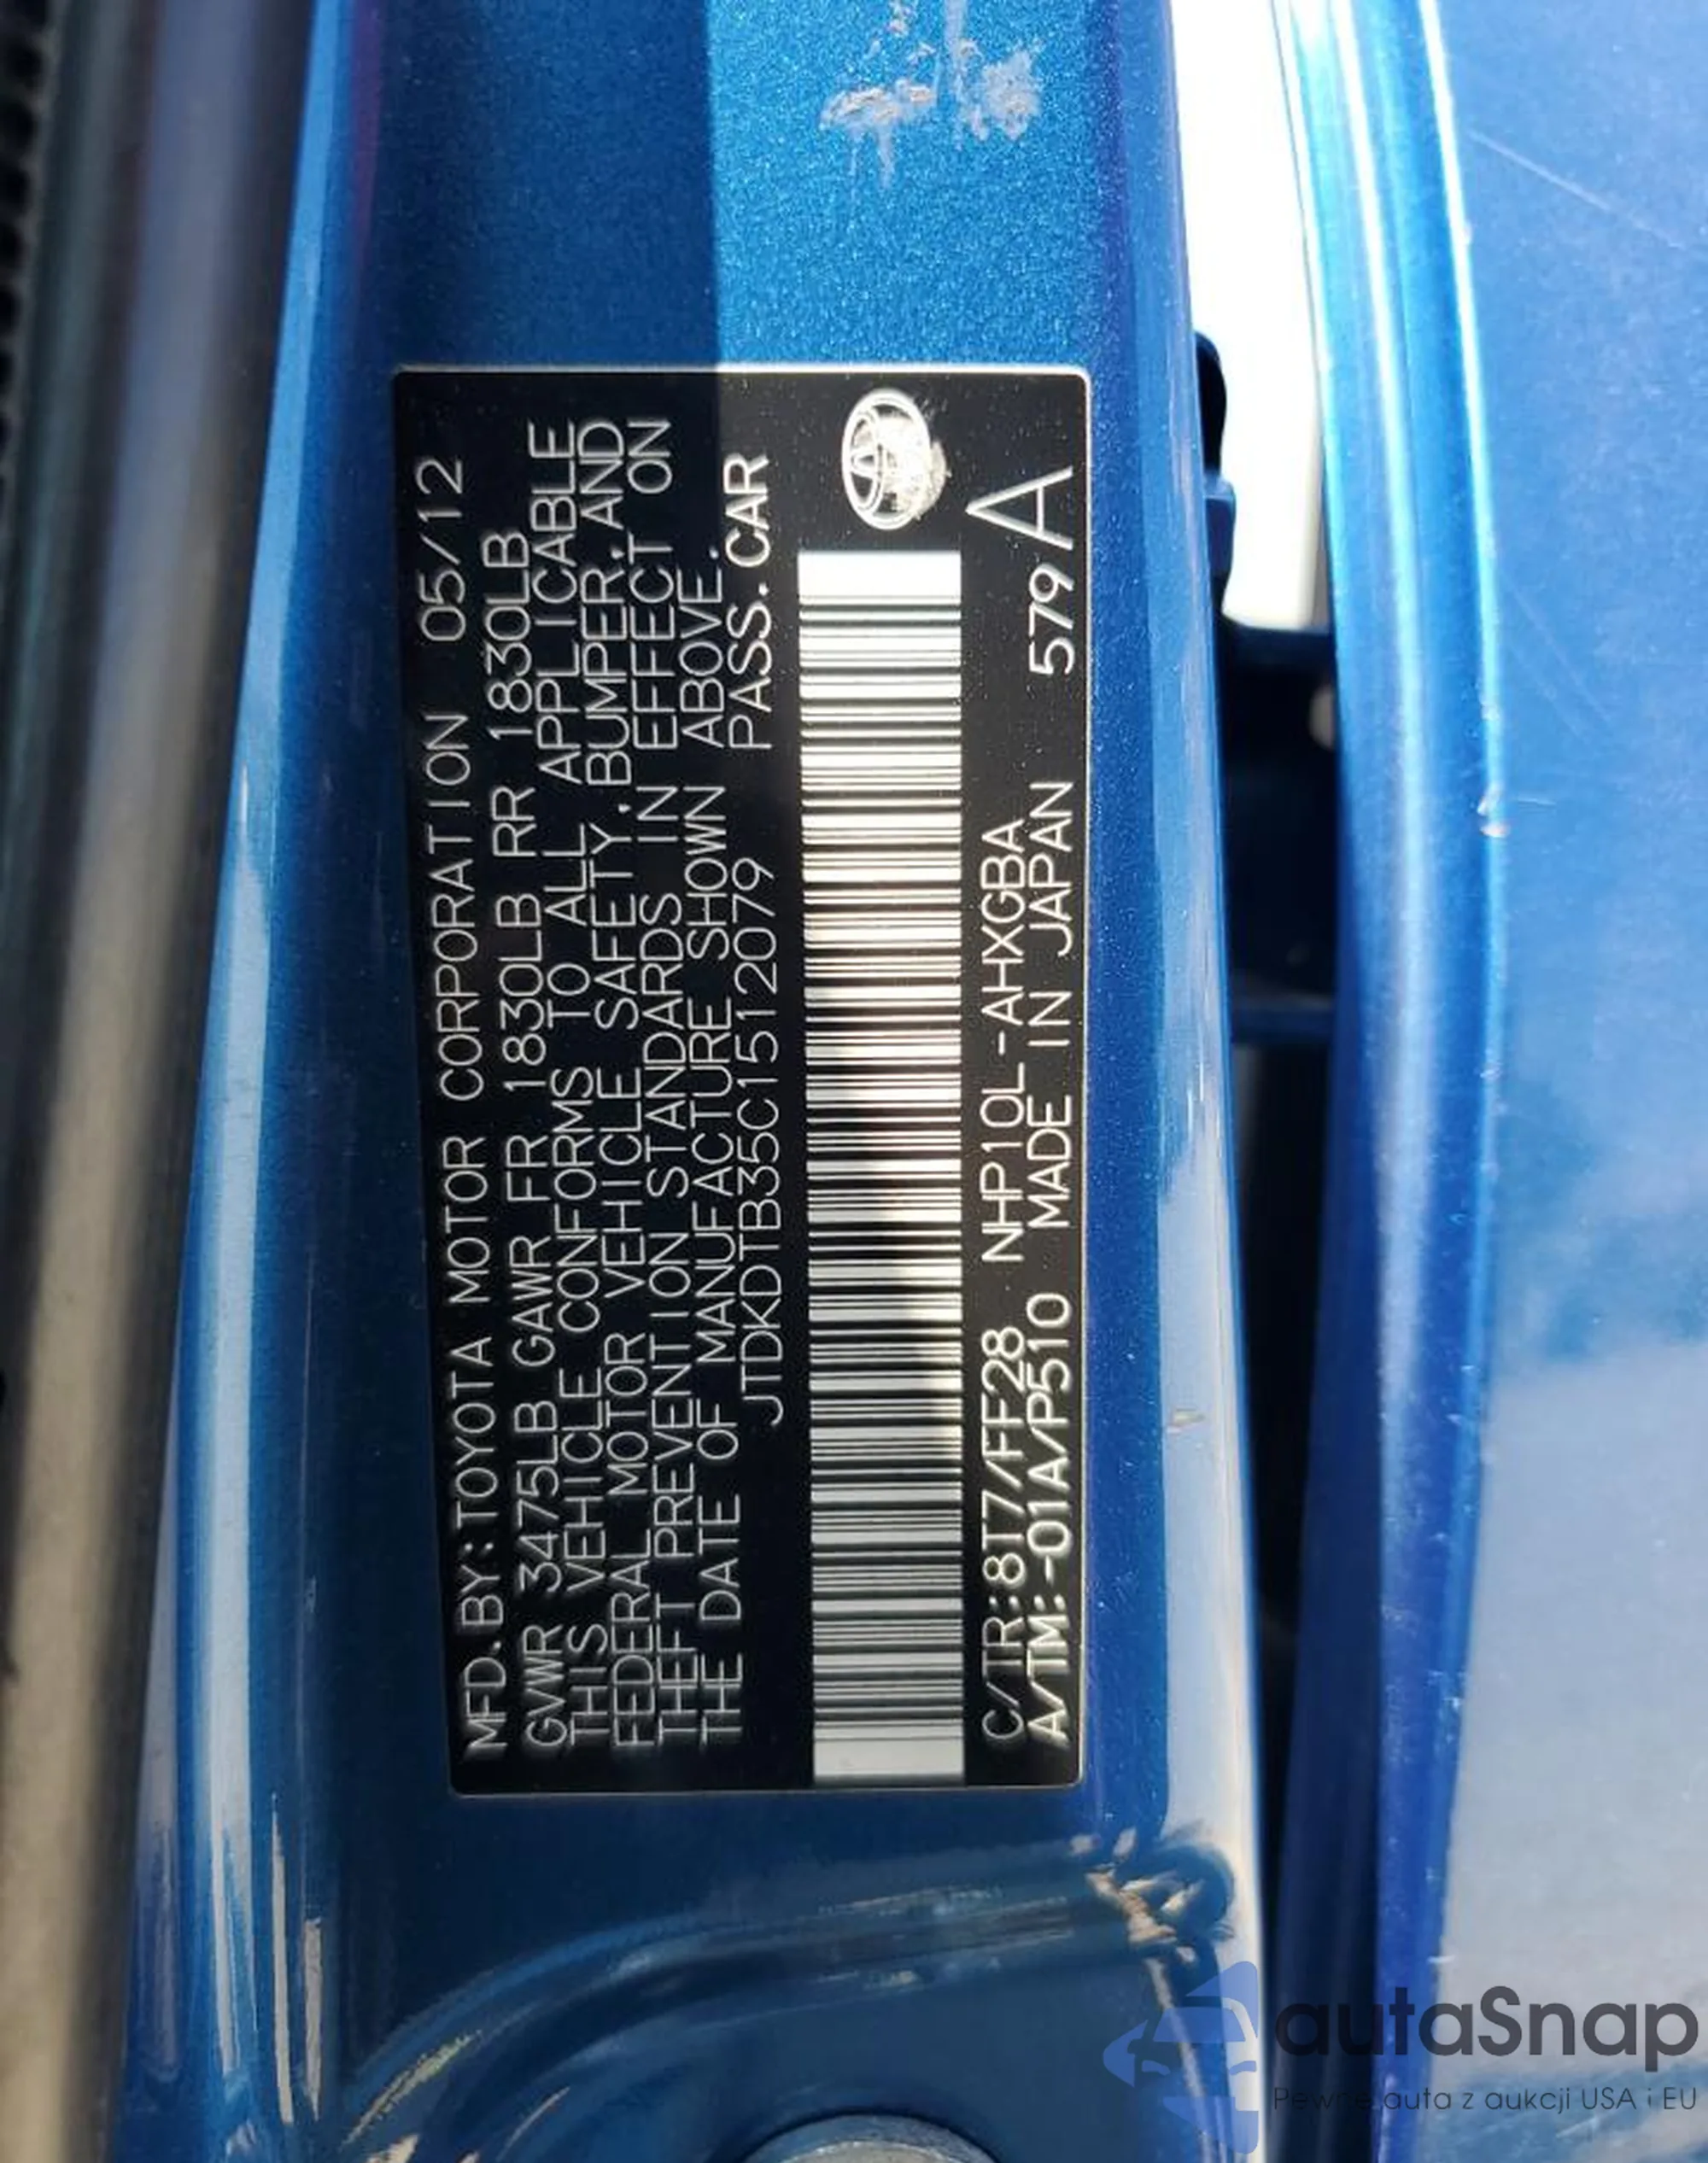 MFD.BY:TOYOTA MOTOR CORPORATION 05/12
GVWR 3475LB GAWR FR 1830LB RR 1830LB
THIS VEHICLE CONFORMS TO ALL APPLICABLE
FEDERAL MOTOR VEHICLE SAFETY,BUMPER,AND
THEFT PREVENTION STANDARDS IN EFFECT ON
THE DATE OF MANUFACTURE SHOWN ABOVE.
JTDKDTB35C1512079 PASS.CAR
C/TR:8T7/FF28 NHP10L-AHXGBA
A/TM:-01A/P510 MADE IN JAPAN 579A
autaSnap
Pewne auta z aukcji USA i EU